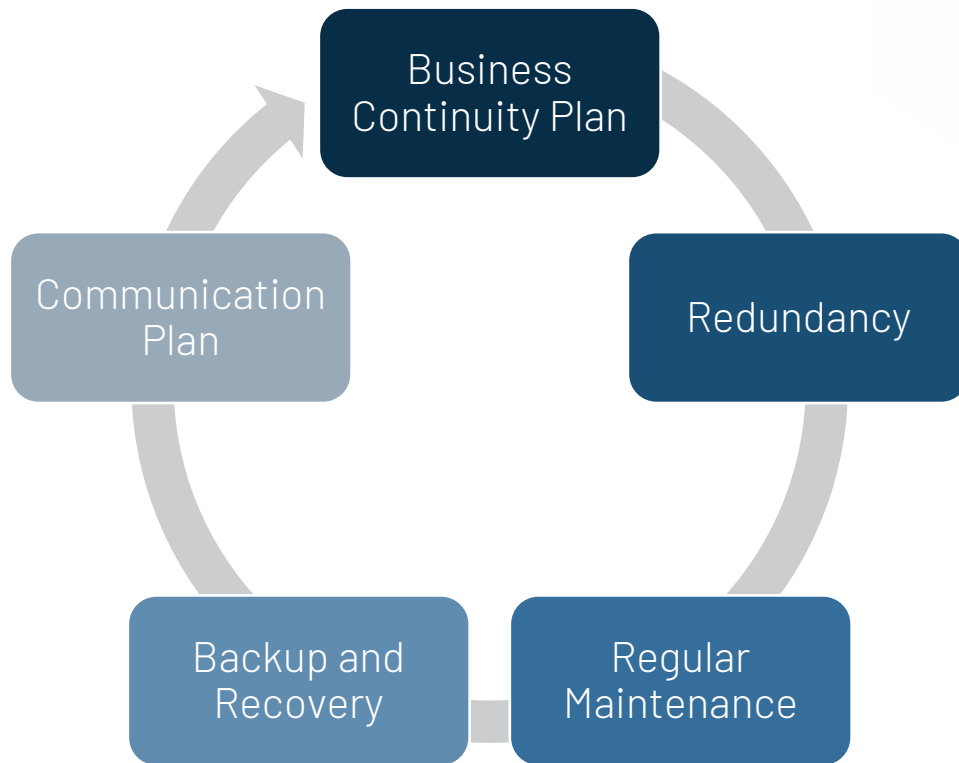 Business
Continuity Plan
Redundancy
Regular
Maintenance
Backup and
Recovery
Communication
Plan